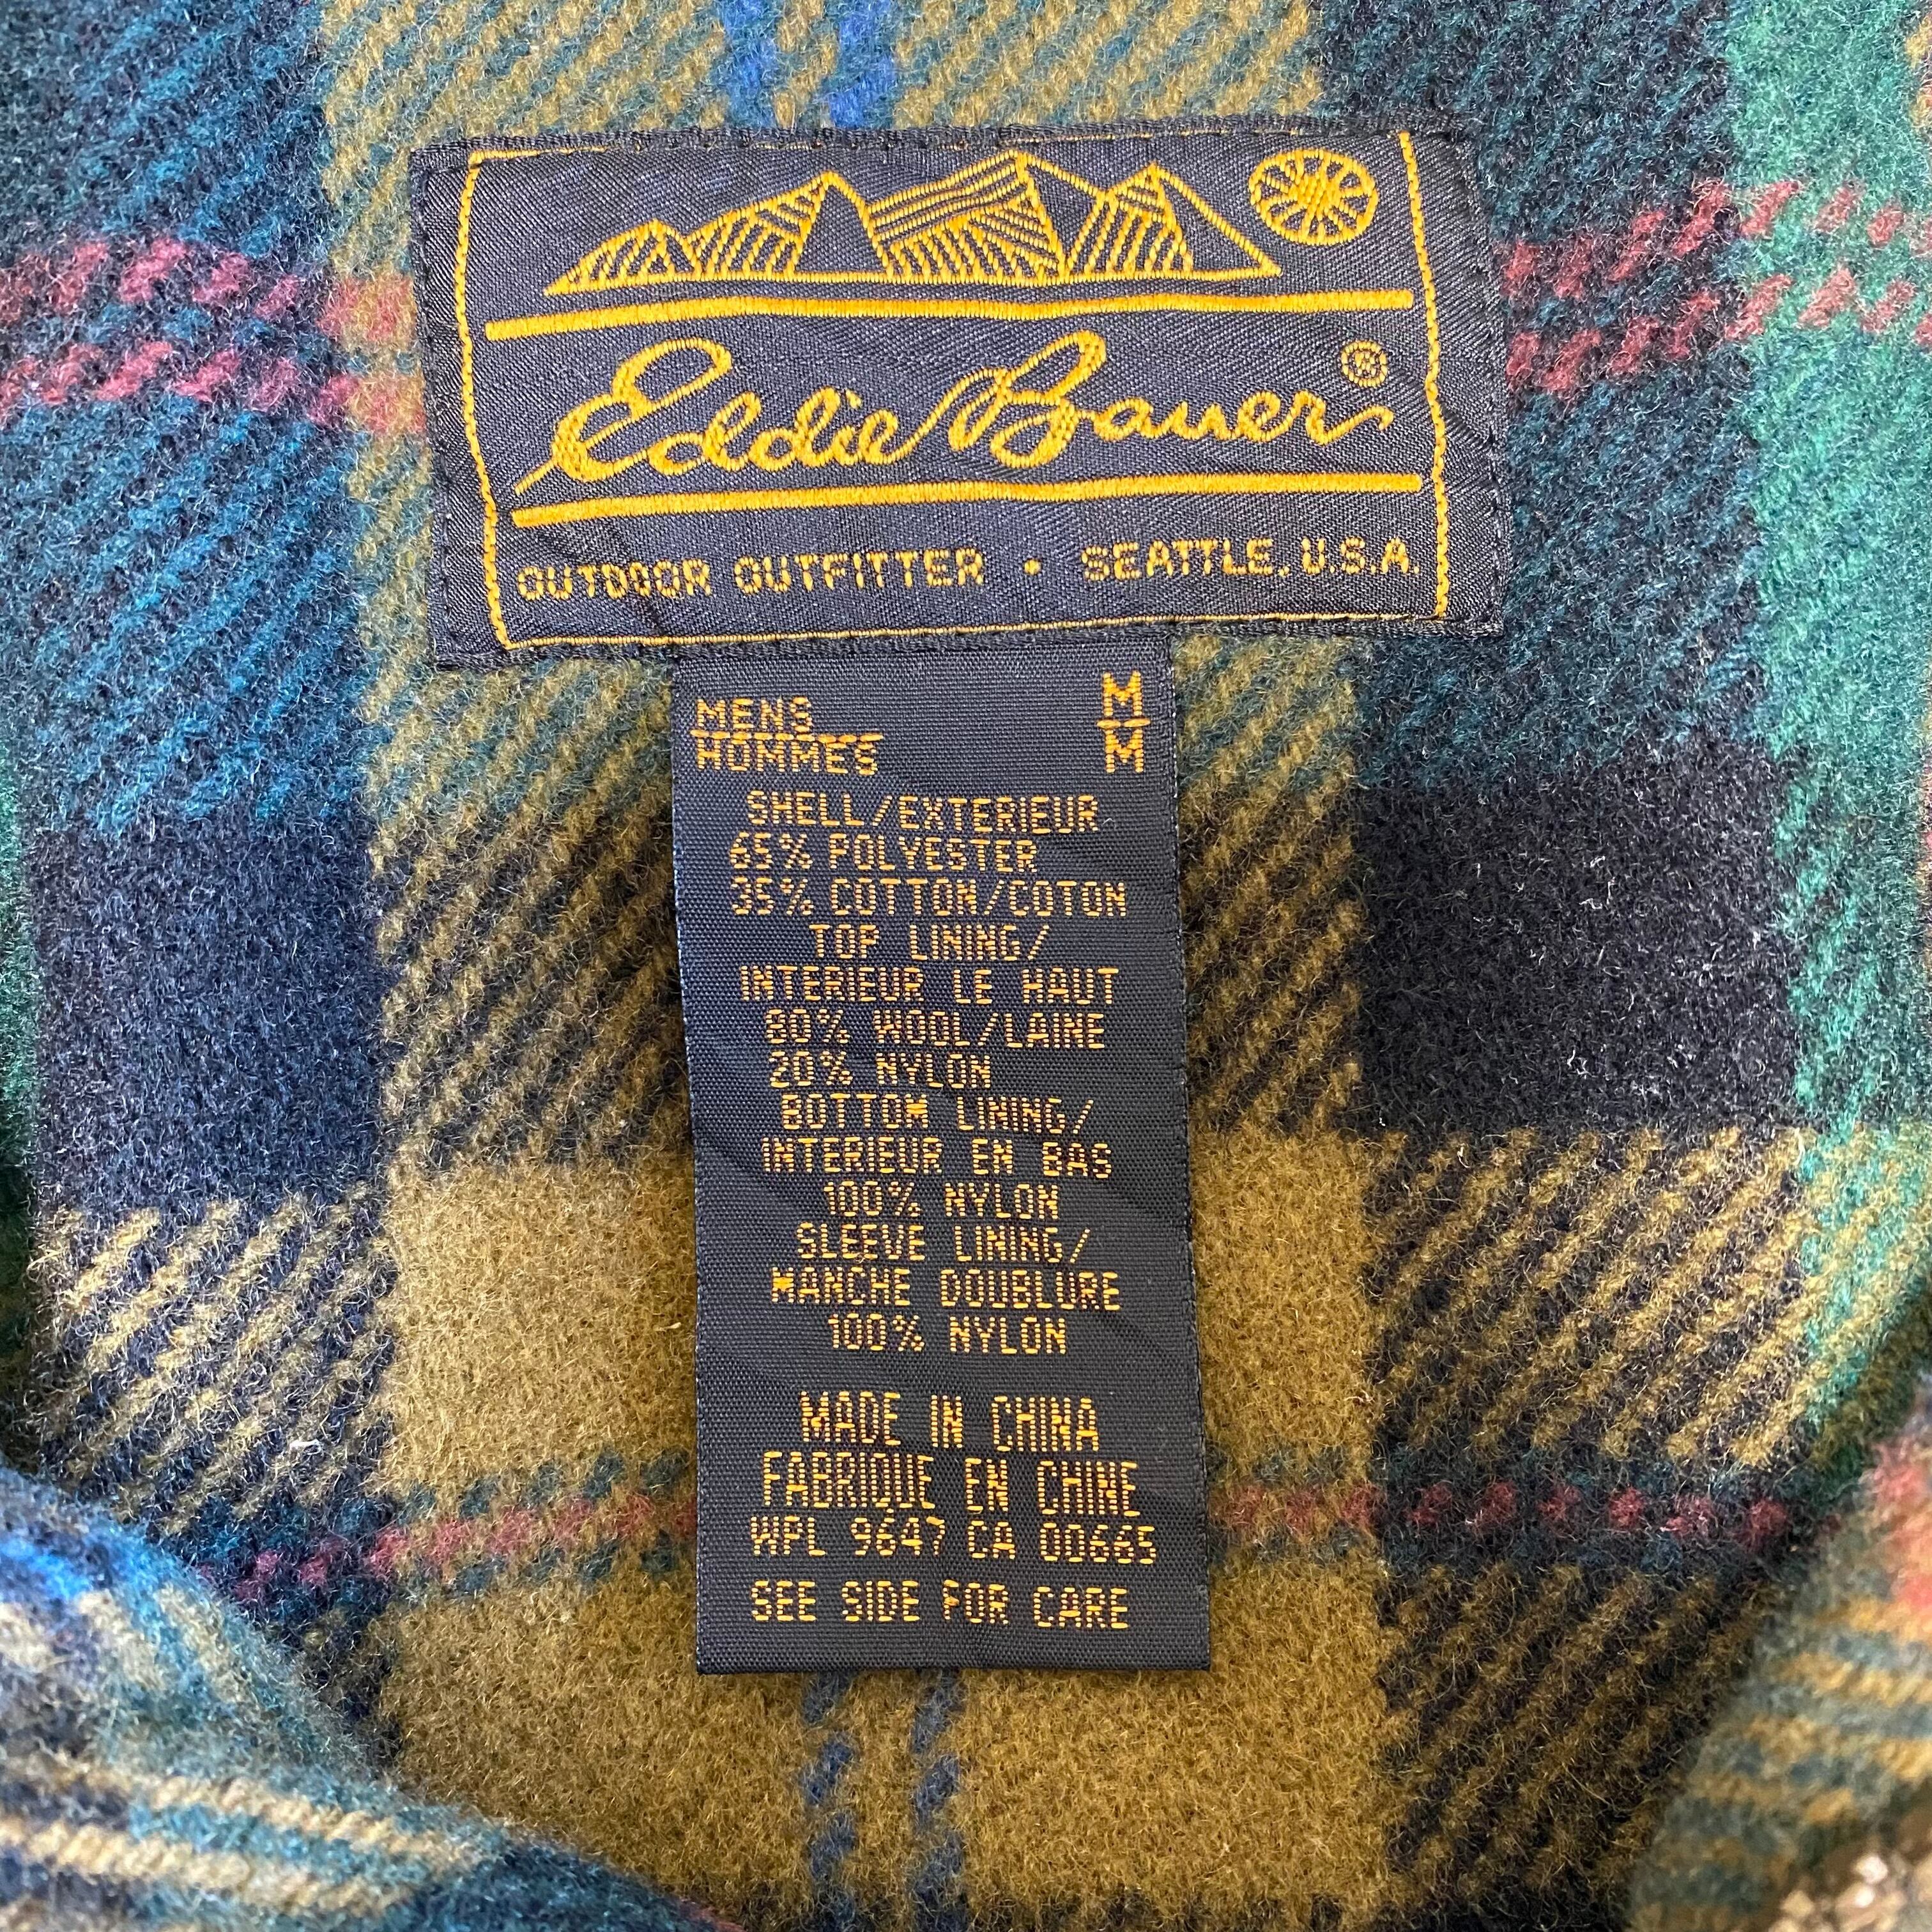 Eddie Bauer®
OUTDOOR OUTFITTER • SEATTLE, U.S.A.
MENS M
HOMMES M
SHELL/EXTERIEUR
65% POLYESTER
35% COTTON/COTON
TOP LINING/
INTERIEUR LE HAUT
80% WOOL/LAINE
20% NYLON
BOTTOM LINING/
INTERIEUR EN BAS
100% NYLON
SLEEVE LINING/
MANCHE DOUBLURE
100% NYLON
MADE IN CHINA
FABRIQUE EN CHINE
WPL 9647 CA 00665
SEE SIDE FOR CARE